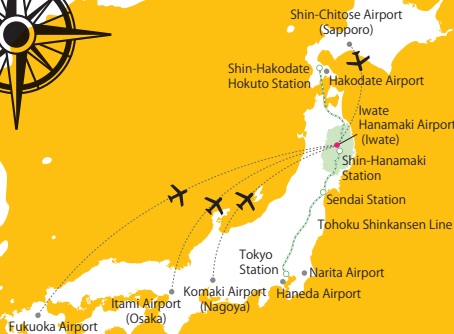 Shin-Chitose Airport
(Sapporo)
Shin-Hakodate
Hokuto Station
Hakodate Airport
Iwate
Hanamaki Airport
(Iwate)
Shin-Hanamaki
Station
Sendai Station
Tohoku Shinkansen Line
Tokyo
Station
Narita Airport
Haneda Airport
Komaki Airport
(Nagoya)
Itami Airport
(Osaka)
Fukuoka Airport